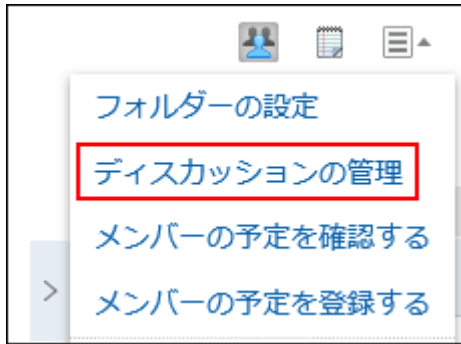 フォルダーの設定
ディスカッションの管理
メンバーの予定を確認する
メンバーの予定を登録する